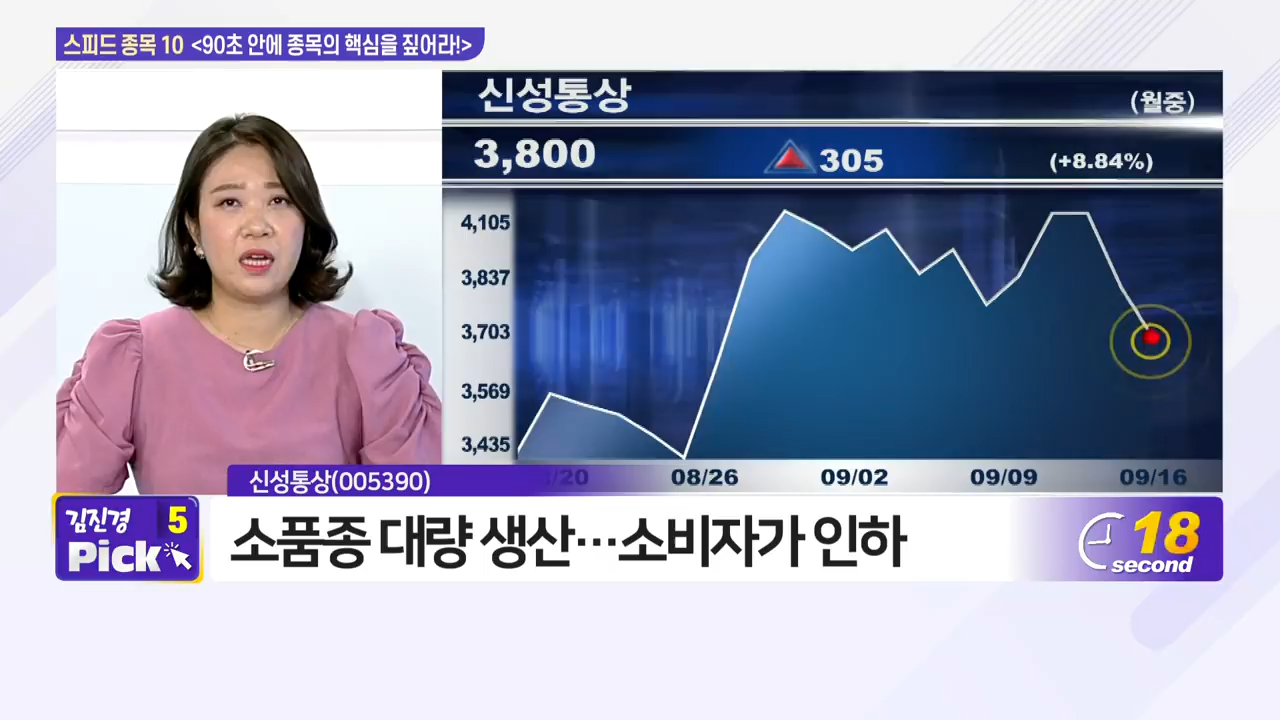 스피드 종목 10 <90초 안에 종목의 핵심을 짚어라!>
신성통상
(월중)
3,800
305
(+8.84%)
4,105
3,837
3,703
3,569
3,435
/20
08/26
09/02
09/09
09/16
신성통상(005390)
김진경
5
Pick
소품종 대량 생산…소비자가 인하
18
second